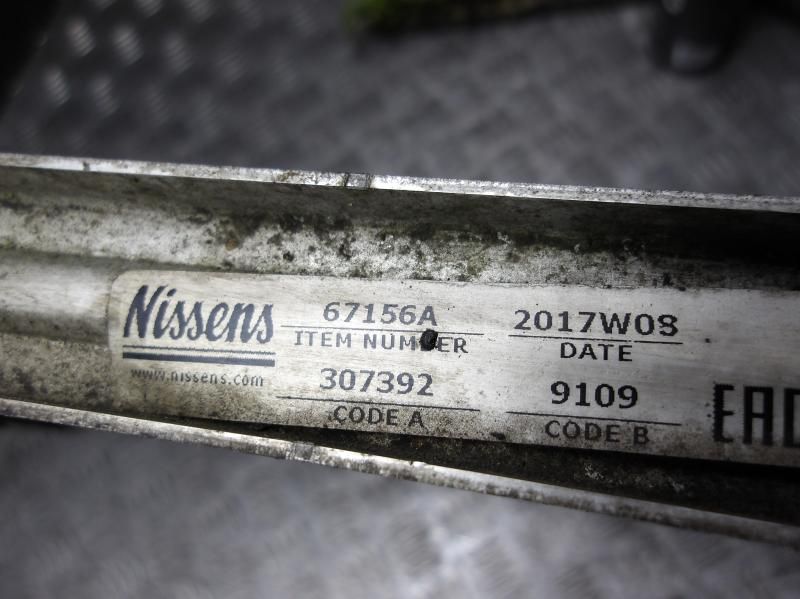 Nissens
www.nissens.com
67156A
ITEM NUMBER
2017W08
DATE
307392
CODE A
9109
CODE B
EAC